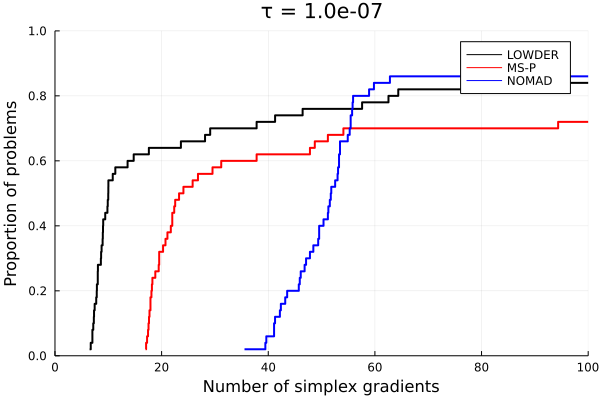 τ = 1.0e-07
1.0
0.8
0.6
0.4
0.2
0.0
Proportion of problems
LOWDER
MS-P
NOMAD
0 20 40 60 80 100
Number of simplex gradients